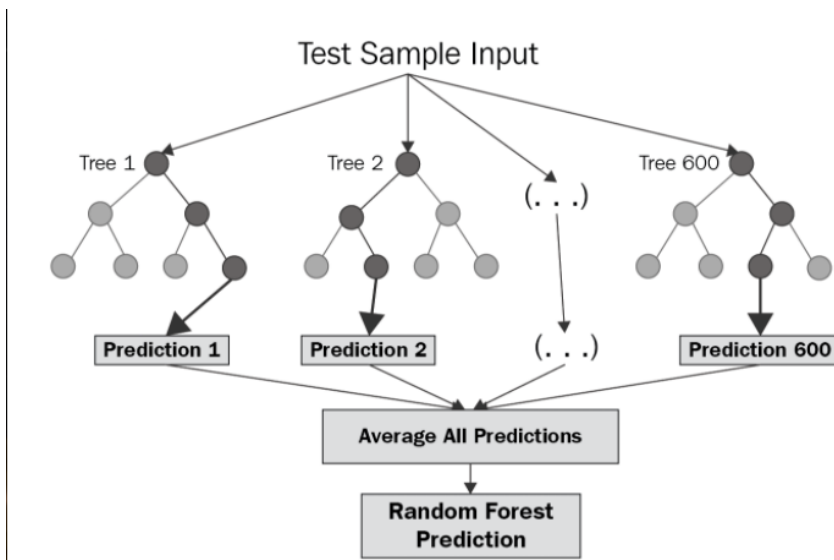 Test Sample Input
Tree 1
Tree 2
Tree 600
(. . .)
Prediction 1
Prediction 2
(. . .)
Prediction 600
Average All Predictions
Random Forest
Prediction